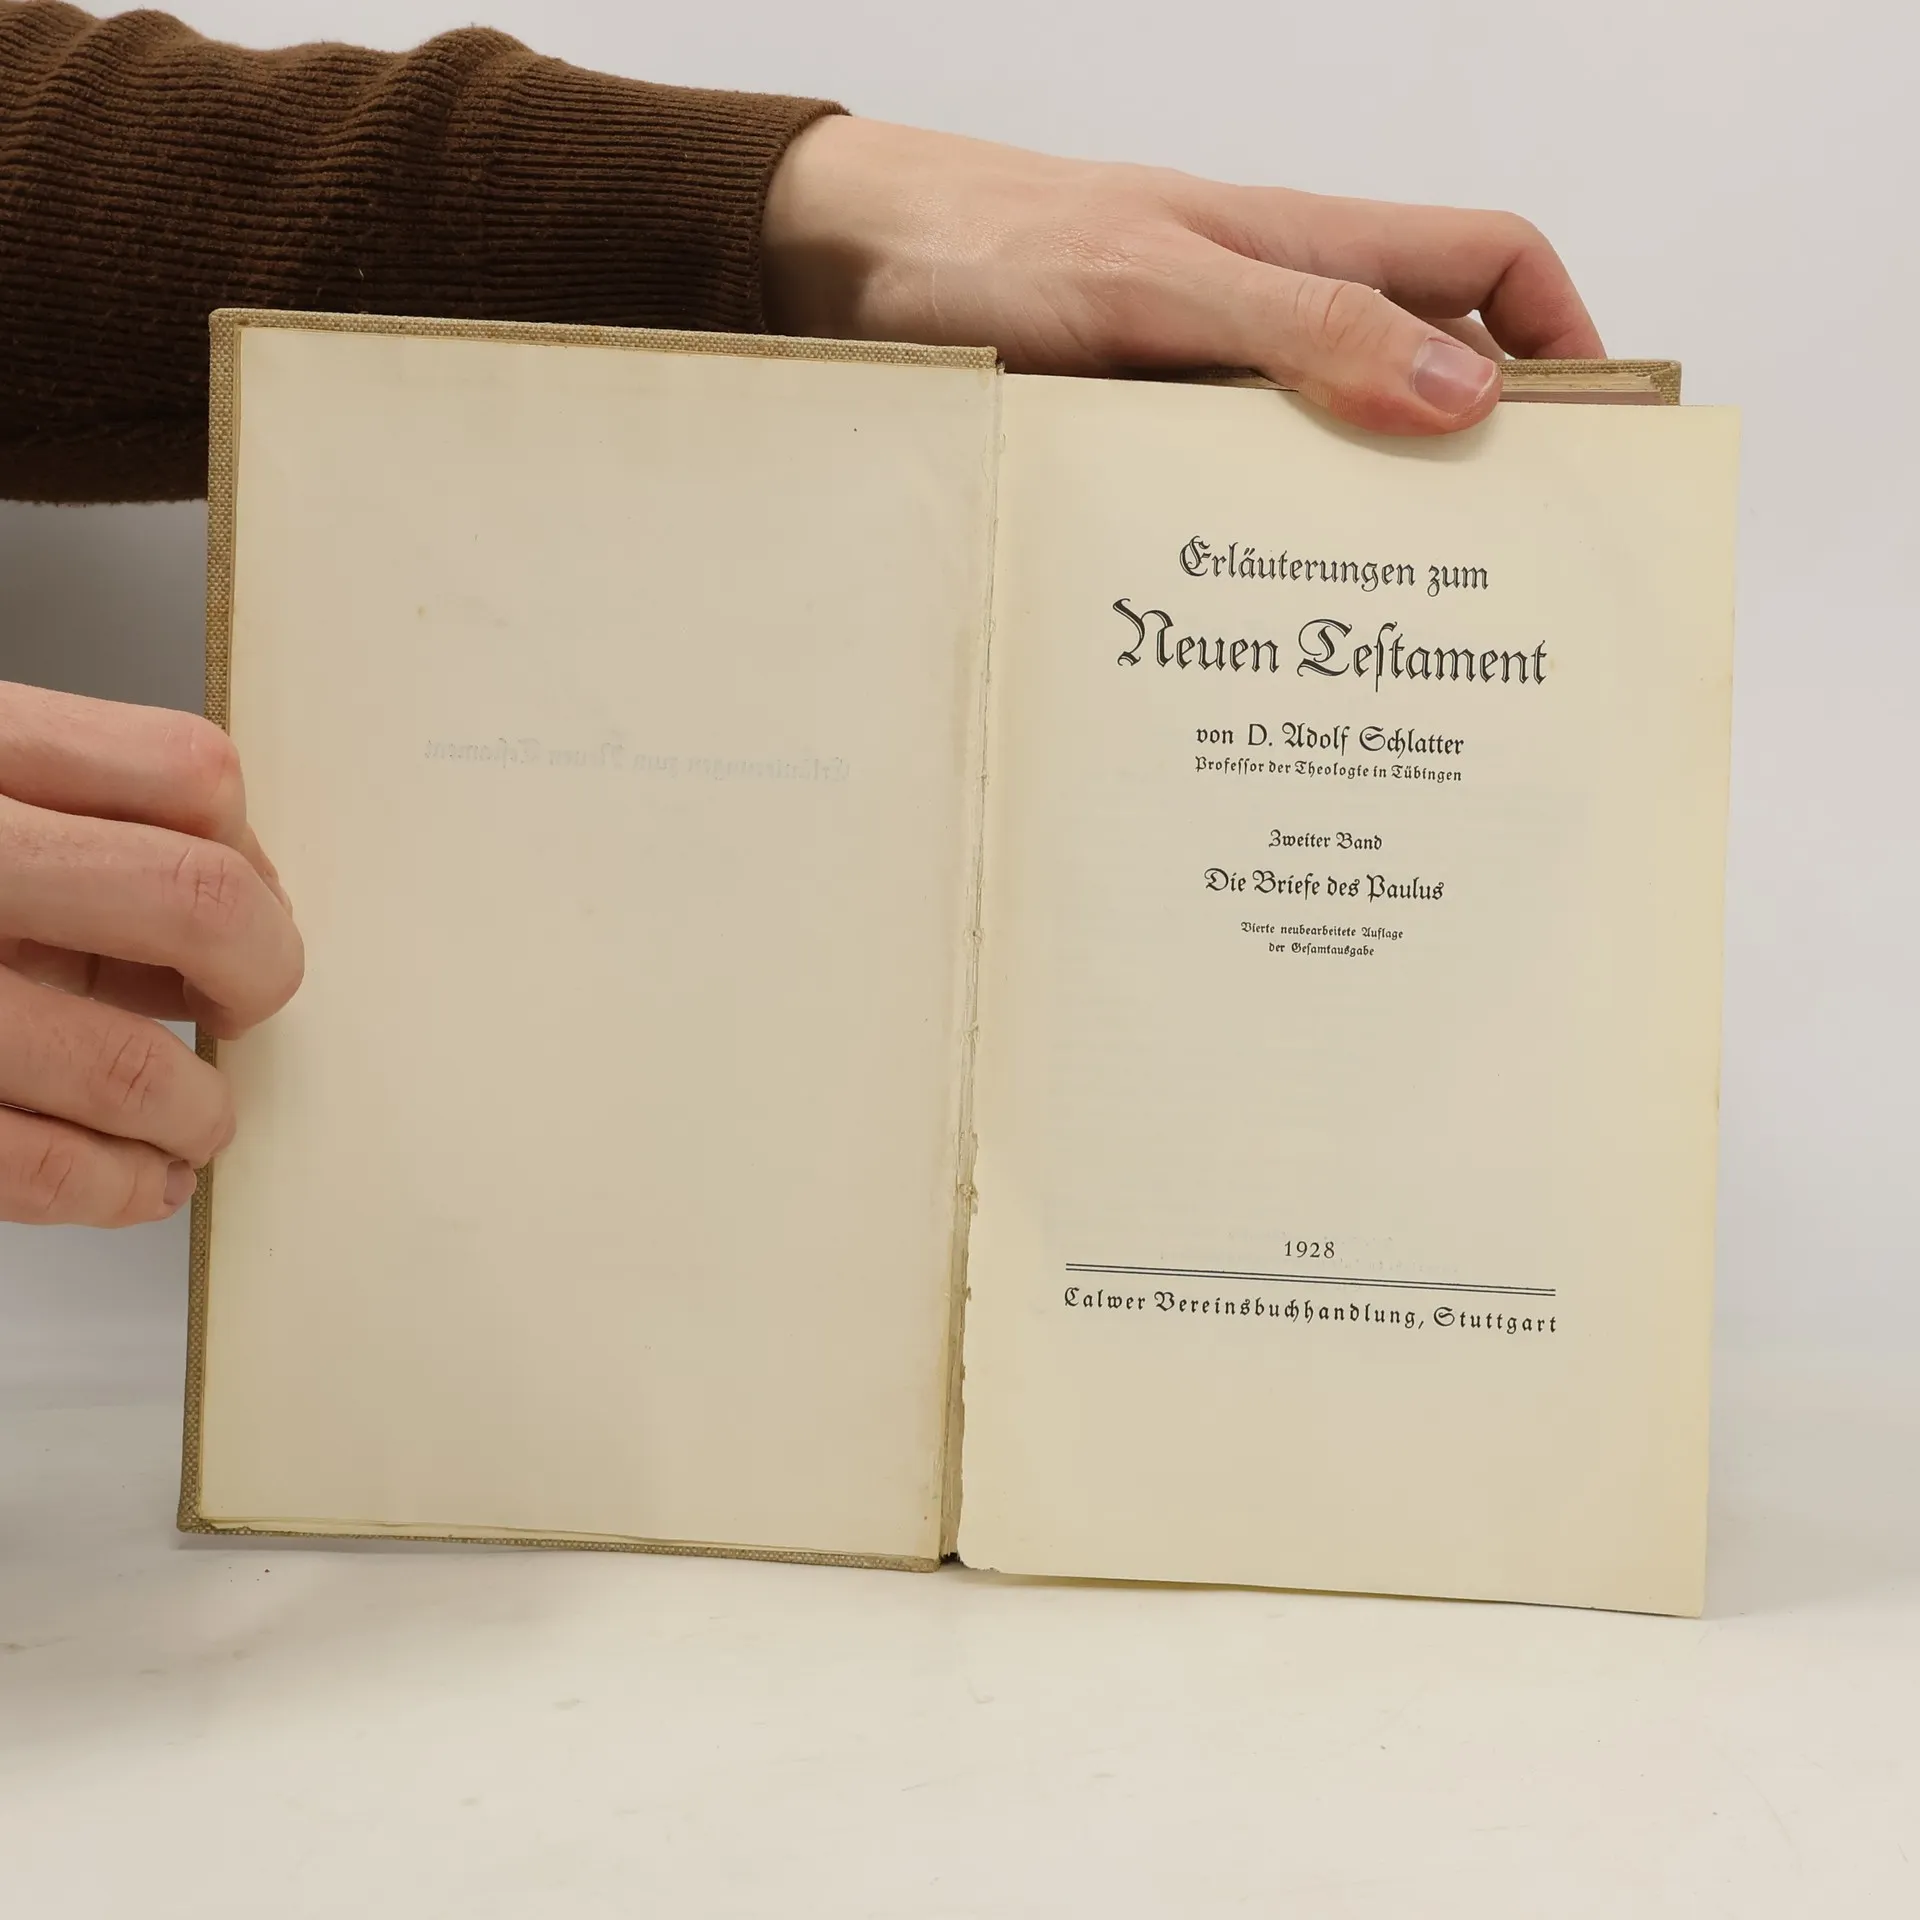 Erläuterungen zum
Neuen Teſtament
von D. Adolf Schlatter
Profeſſor der Theologie in Tübingen
Zweiter Band
Die Briefe des Paulus
Vierte neubearbeitete Auflage
der Geſamtausgabe
1928
Calwer Vereinsbuchhandlung, Stuttgart